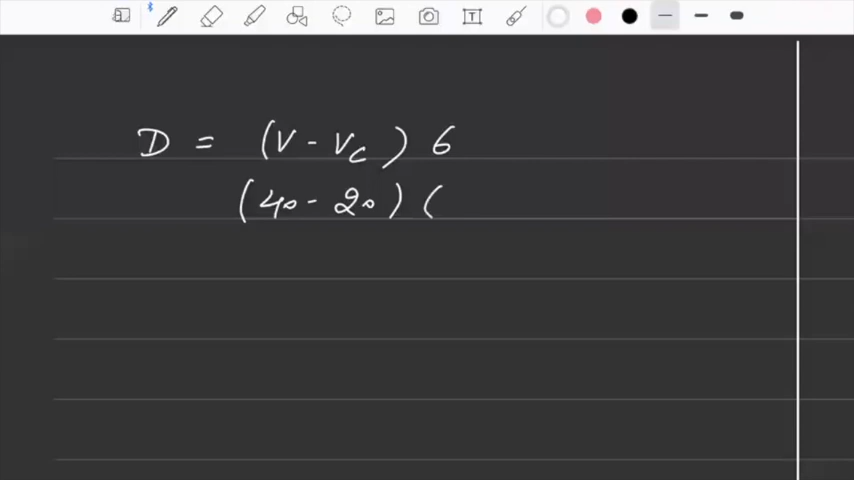 D = (V - Vc) 6
(40 - 20) (